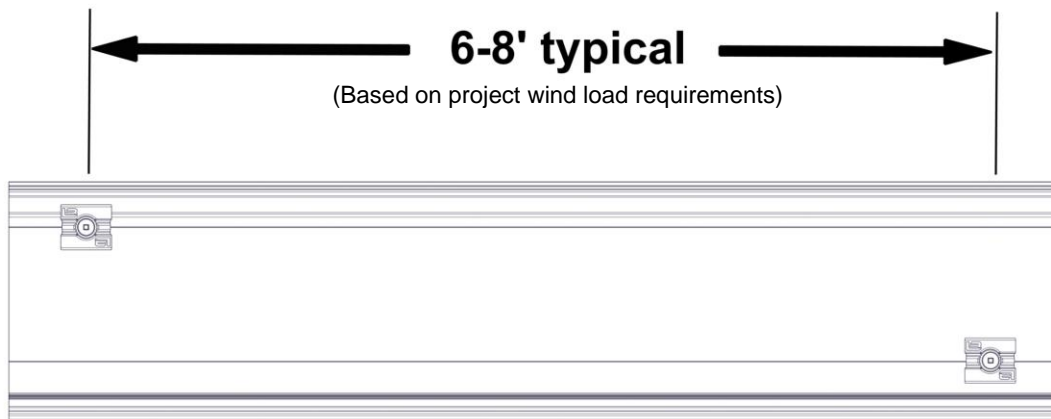 6-8' typical
(Based on project wind load requirements)